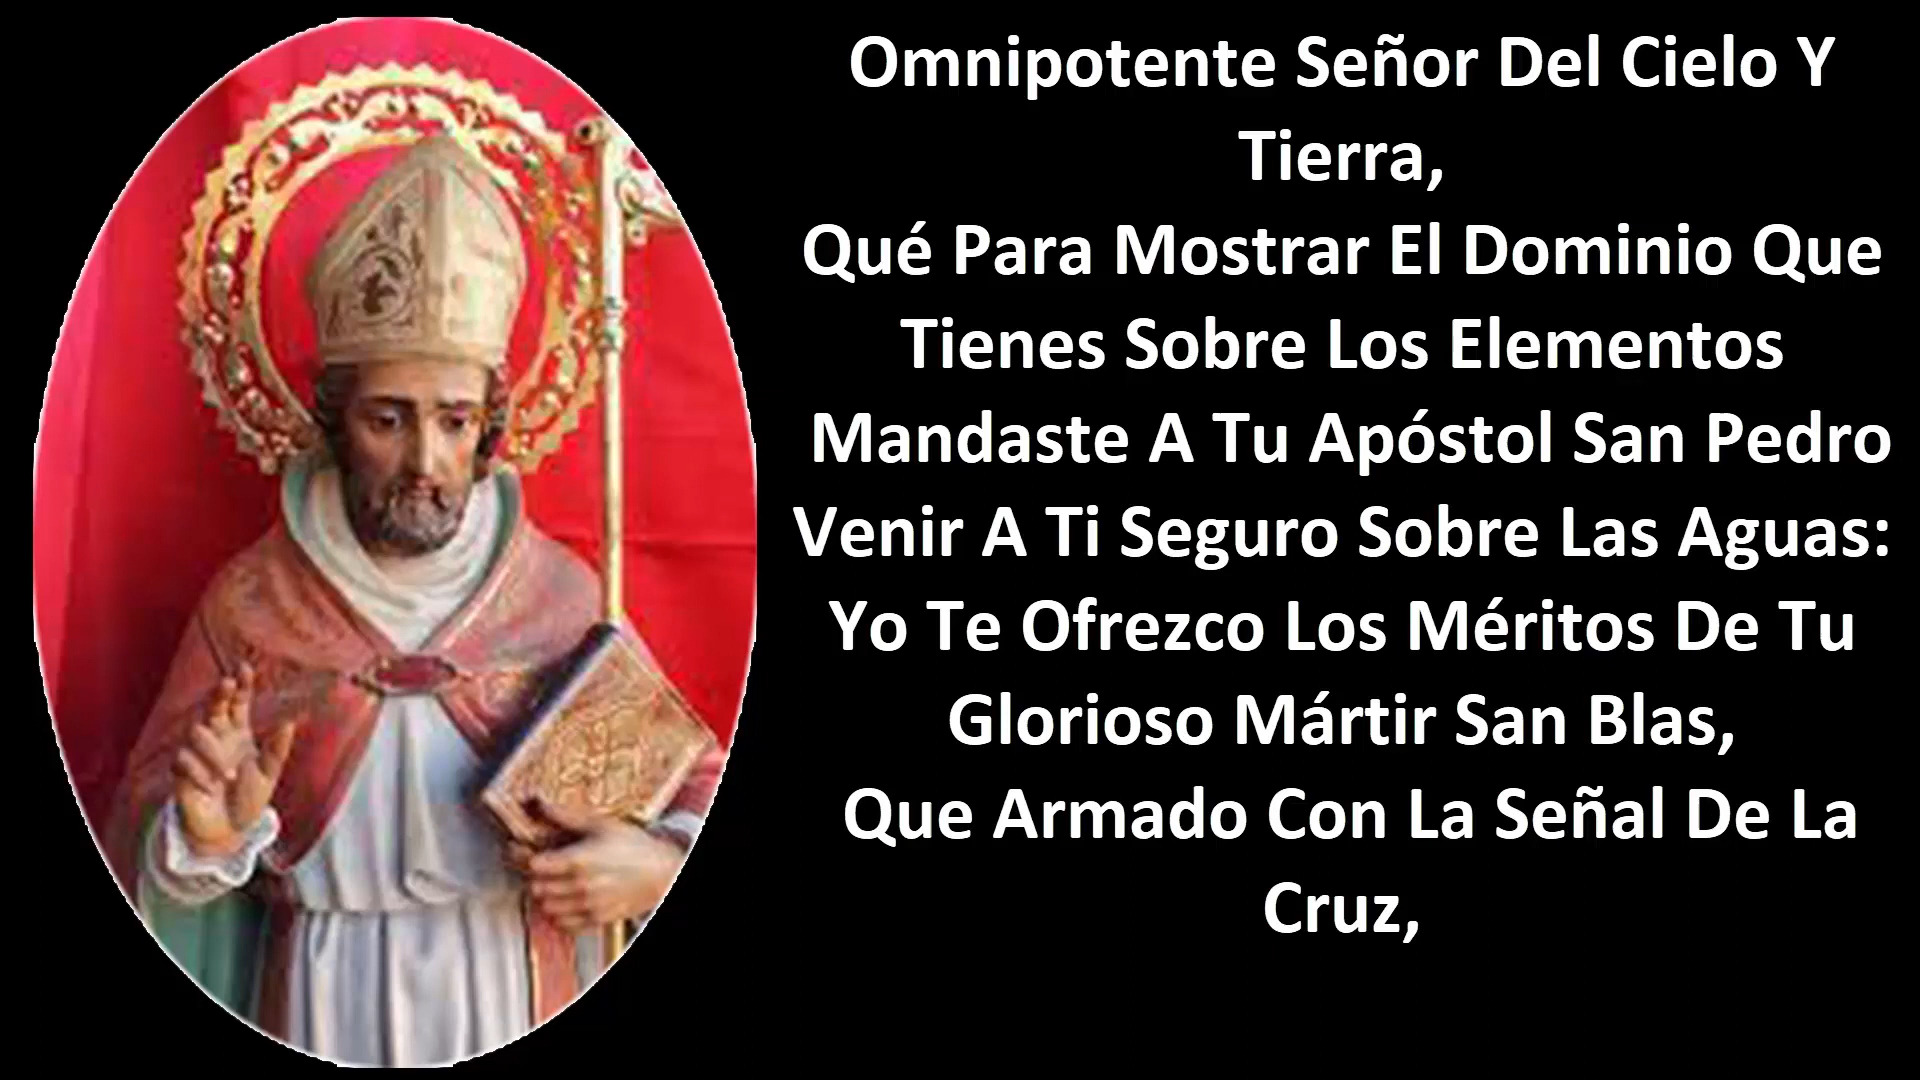 Omnipotente Señor Del Cielo Y
Tierra,
Qué Para Mostrar El Dominio Que
Tienes Sobre Los Elementos
Mandaste A Tu Apóstol San Pedro
Venir A Ti Seguro Sobre Las Aguas:
Yo Te Ofrezco Los Méritos De Tu
Glorioso Mártir San Blas,
Que Armado Con La Señal De La
Cruz,